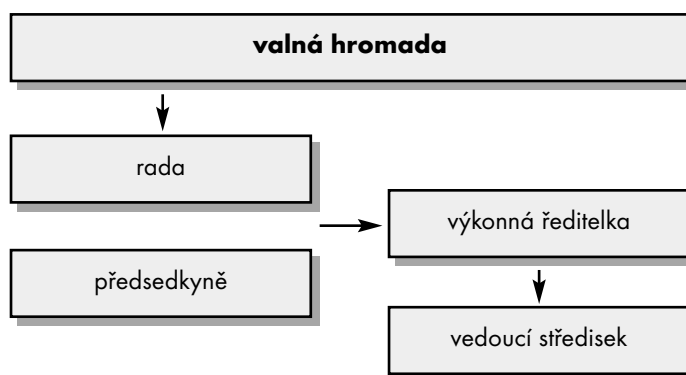 valná hromada
rada
výkonná ředitelka
předsedkyně
vedoucí středisek